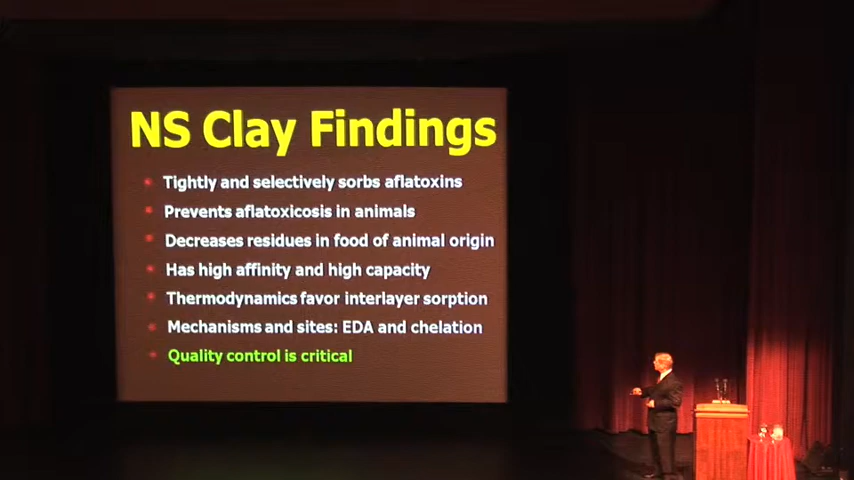 NS Clay Findings
Tightly and selectively sorbs aflatoxins
Prevents aflatoxicosis in animals
Decreases residues in food of animal origin
Has high affinity and high capacity
Thermodynamics favor interlayer sorption
Mechanisms and sites: EDA and chelation
Quality control is critical